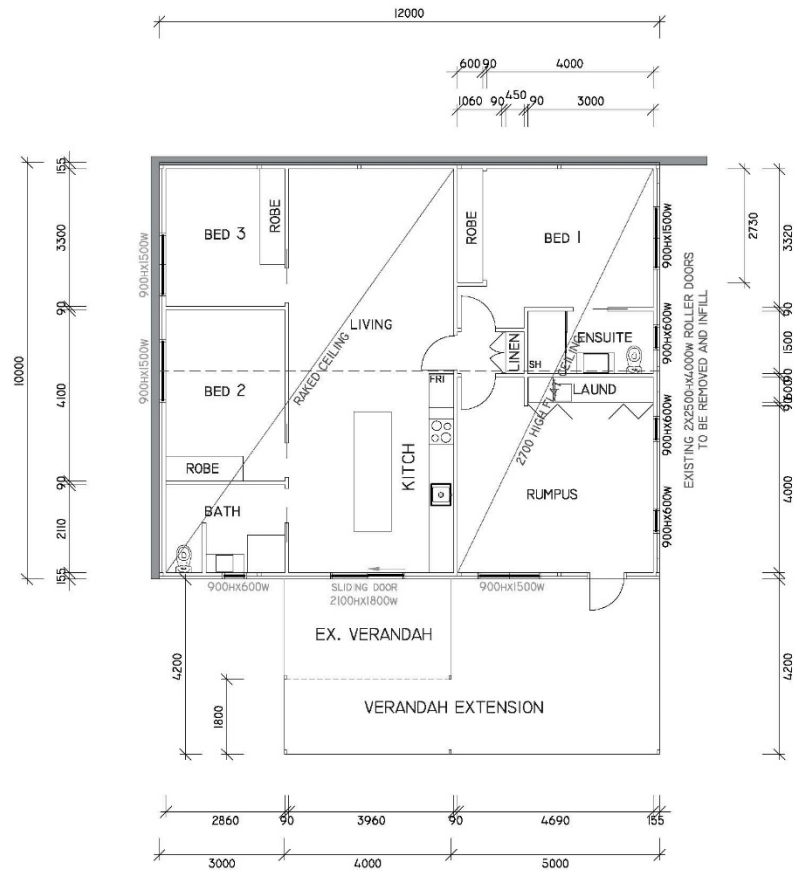 12000
600 90 4000
1060 90 450 90 3000
155
3300
90
4100
90
2110
155
10000
4200
1800
900HX1500W
900HX1500W
BED 3
ROBE
LIVING
ROBE
BED 1
RAKED CEILING
2700 HIGH FLAT CEILING
LINEN
SH
ENSUITE
BED 2
ROBE
BATH
FRI
KITCH
LAUND
RUMPUS
900HX1500W
900HX600W
900HX600W
900HX600W
EXISTING 2X2500HX4000W ROLLER DOORS
TO BE REMOVED AND INFILL
2730
3320
90
1500
90
600
90
4000
4200
900HX600W
SLIDING DOOR
2100HX1800W
900HX1500W
EX. VERANDAH
VERANDAH EXTENSION
2860 90 3960 90 4690 155
3000 4000 5000